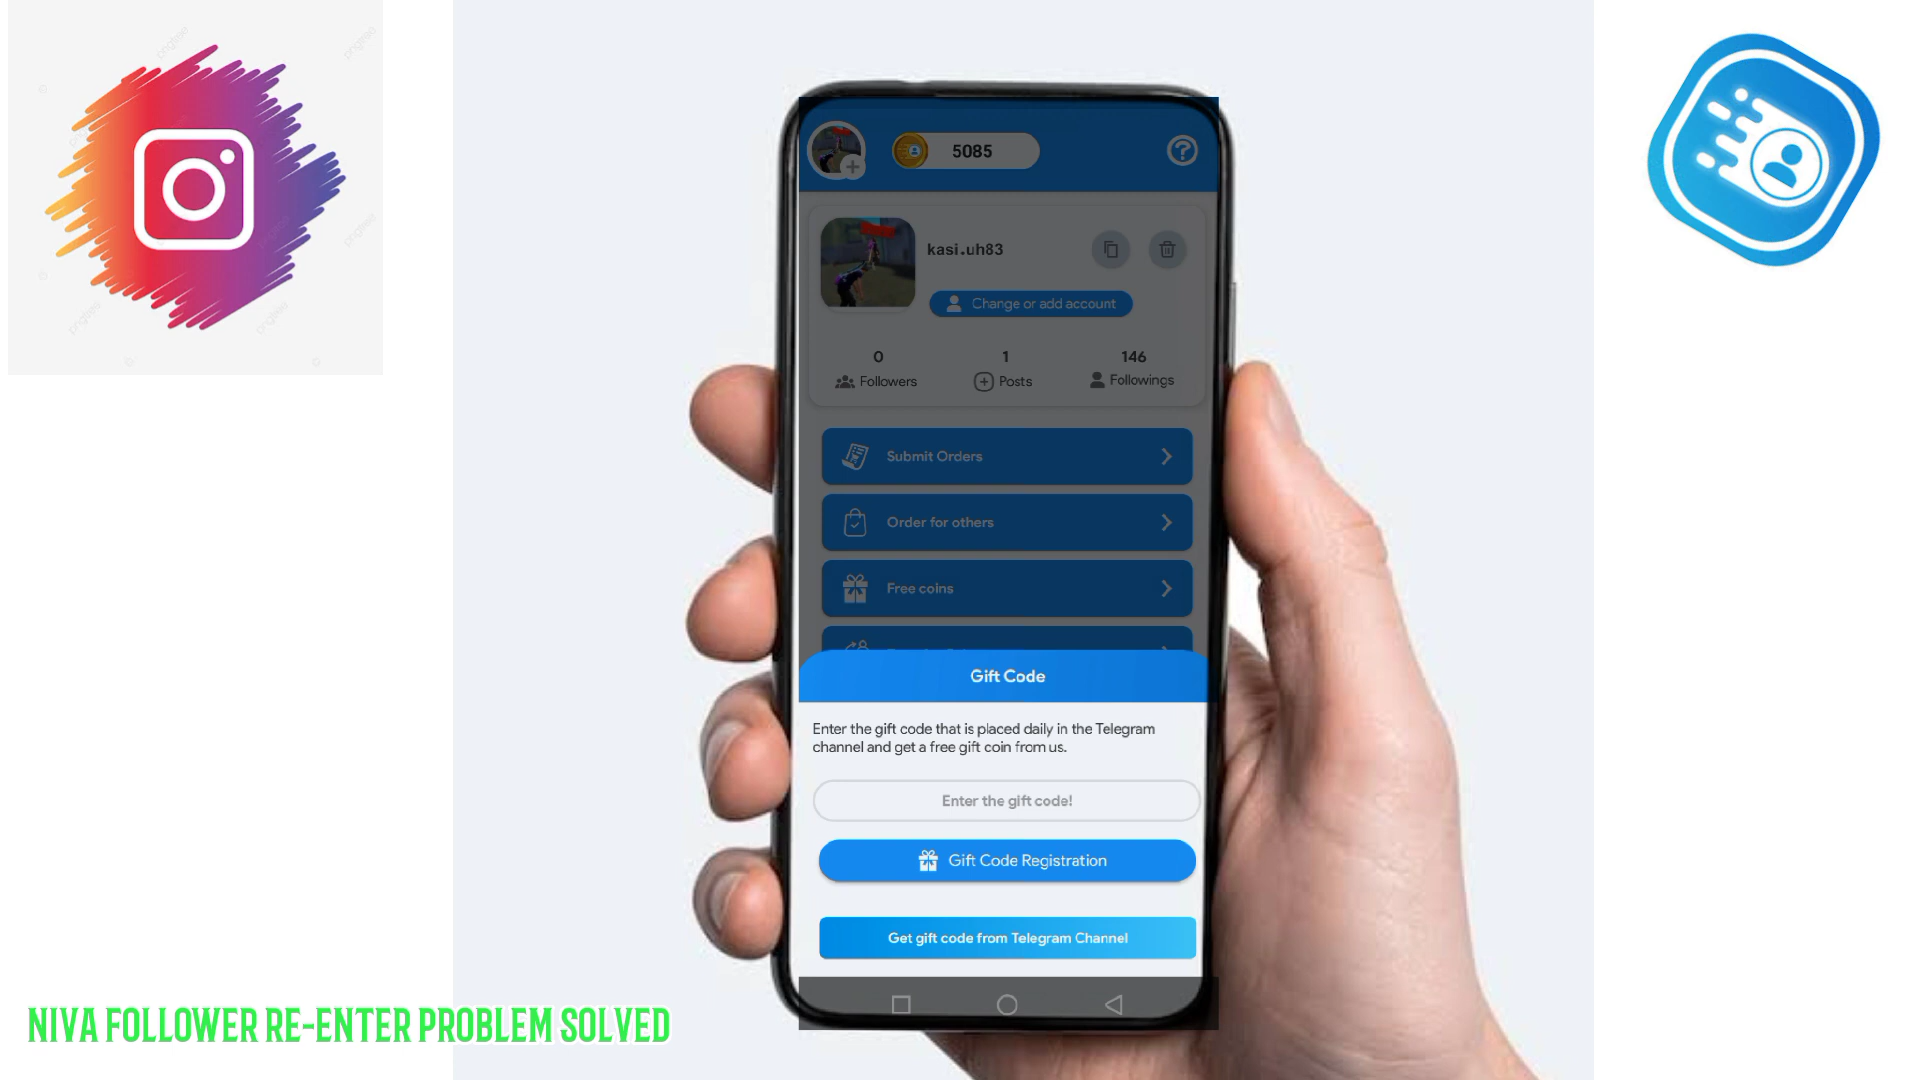 pngtree
pngtree
5085
kasi.uh83
Change or add account
0
1
146
Followers
Posts
Followings
Submit Orders
Order for others
Free coins
Gift Code
Enter the gift code that is placed daily in the Telegram
channel and get a free gift coin from us.
Enter the gift code!
Gift Code Registration
Get gift code from Telegram Channel
NIVA FOLLOWER RE-ENTER PROBLEM SOLVED